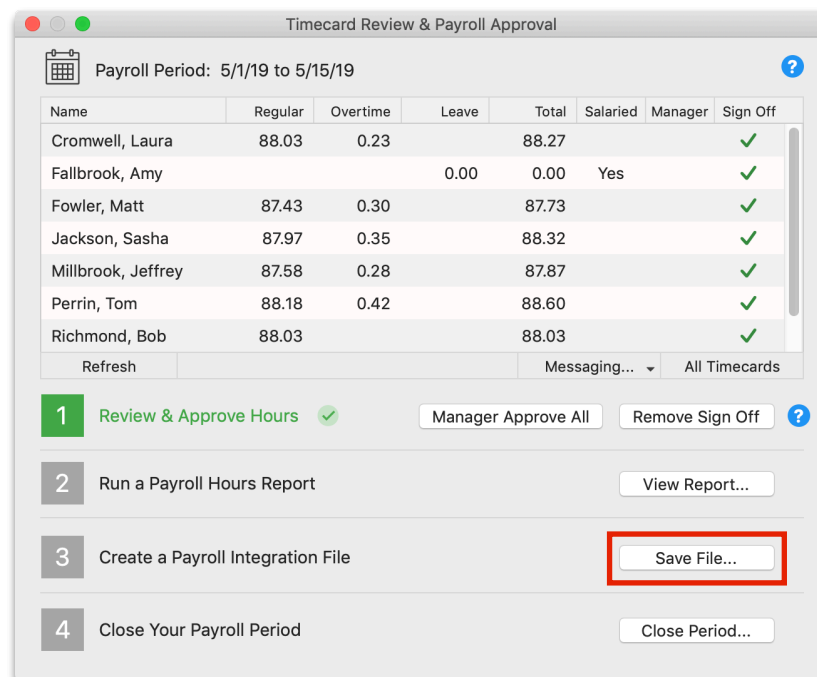 Timecard Review & Payroll Approval
Payroll Period: 5/1/19 to 5/15/19 ?
Name Regular Overtime Leave Total Salaried Manager Sign Off
Cromwell, Laura 88.03 0.23 88.27
Fallbrook, Amy 0.00 0.00 Yes
Fowler, Matt 87.43 0.30 87.73
Jackson, Sasha 87.97 0.35 88.32
Millbrook, Jeffrey 87.58 0.28 87.87
Perrin, Tom 88.18 0.42 88.60
Richmond, Bob 88.03 88.03
Refresh Messaging... All Timecards
1 Review & Approve Hours Manager Approve All Remove Sign Off ?
2 Run a Payroll Hours Report View Report...
3 Create a Payroll Integration File Save File...
4 Close Your Payroll Period Close Period...